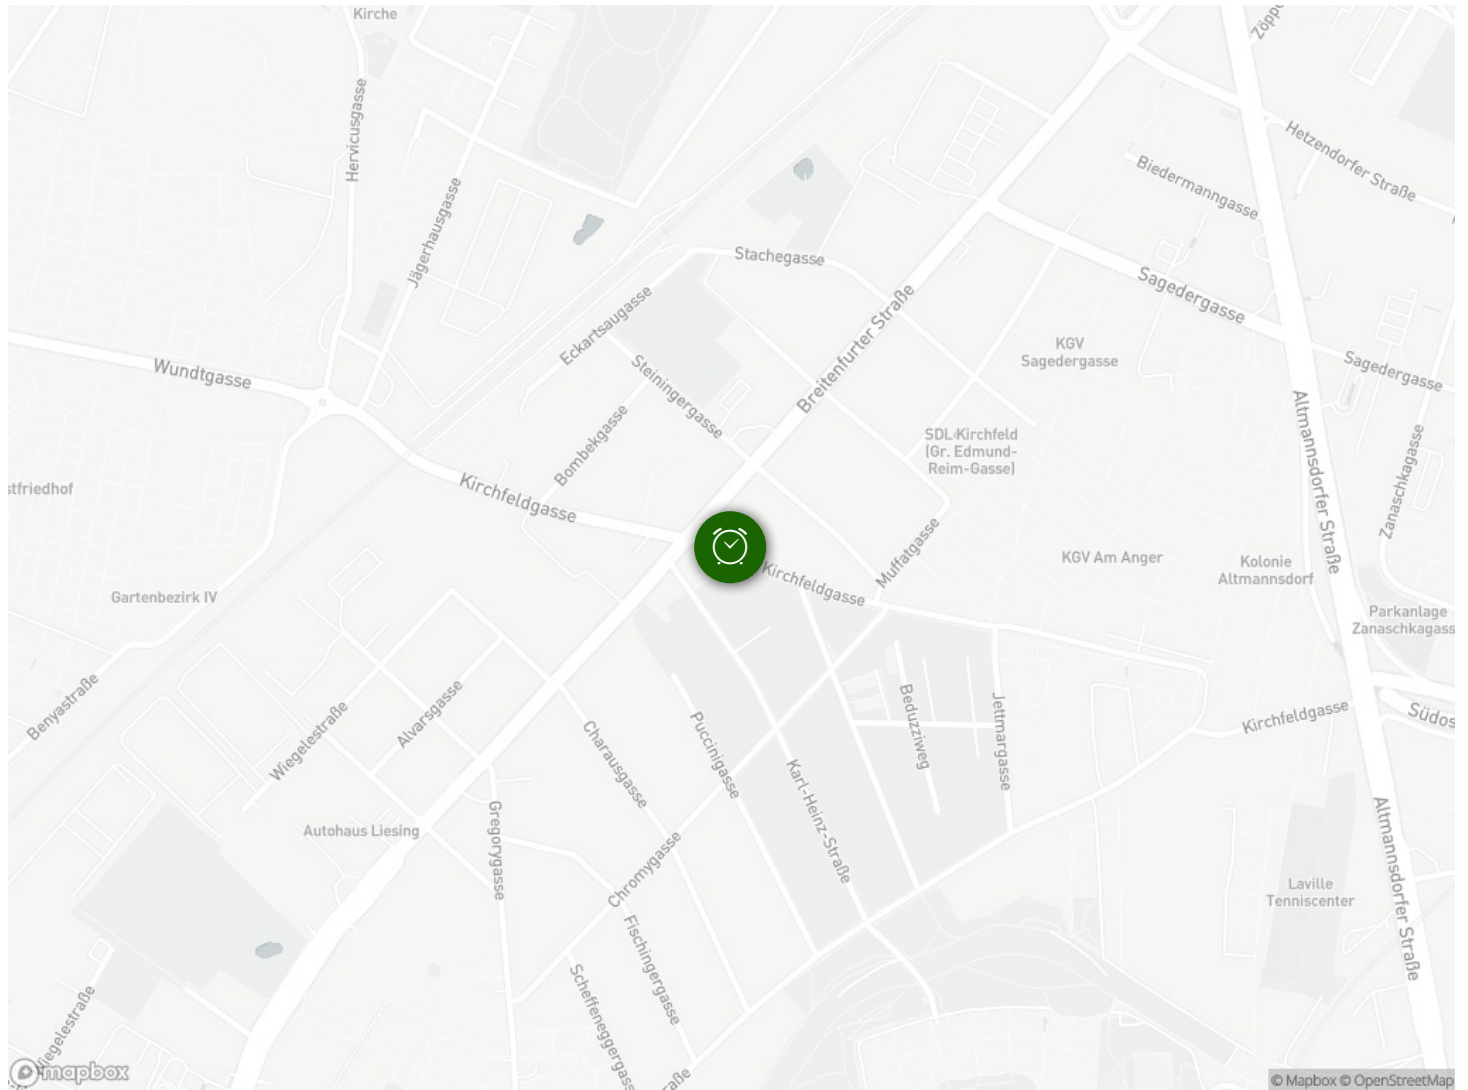 Kirche
Zöppe
Hervicusgasse
Hetzendorfer Straße
Biedermanngasse
Jägerhausgasse
Stachegasse
Sagedergasse
Eckartsaugasse
Breitenfurter Straße
KGV
Sagedergasse
Sagedergasse
Wundtgasse
Steiningergasse
Altmannsdorfer Straße
Bombekgasse
SDL Kirchfeld
(Gr. Edmund-
Reim-Gasse)
Zanaschkagasse
stfriedhof
Kirchfeldgasse
Muffatgasse
KGV Am Anger
Kolonie
Altmannsdorf
Kirchfeldgasse
Gartenbezirk IV
Parkanlage
Zanaschkagass
Benyastraße
Wiegelestraße
Alvarsgasse
Charausgasse
Puccinigasse
Beduzziweg
Jettmargasse
Kirchfeldgasse
Südos
Karl-Heinz-Straße
Autohaus Liesing
Gregorygasse
Chromygasse
Altmannsdorfer Straße
Laville
Tenniscenter
Fischingergasse
Scheffeneggergass
Wiegelestraße
raße
mapbox
© Mapbox © OpenStreetMap